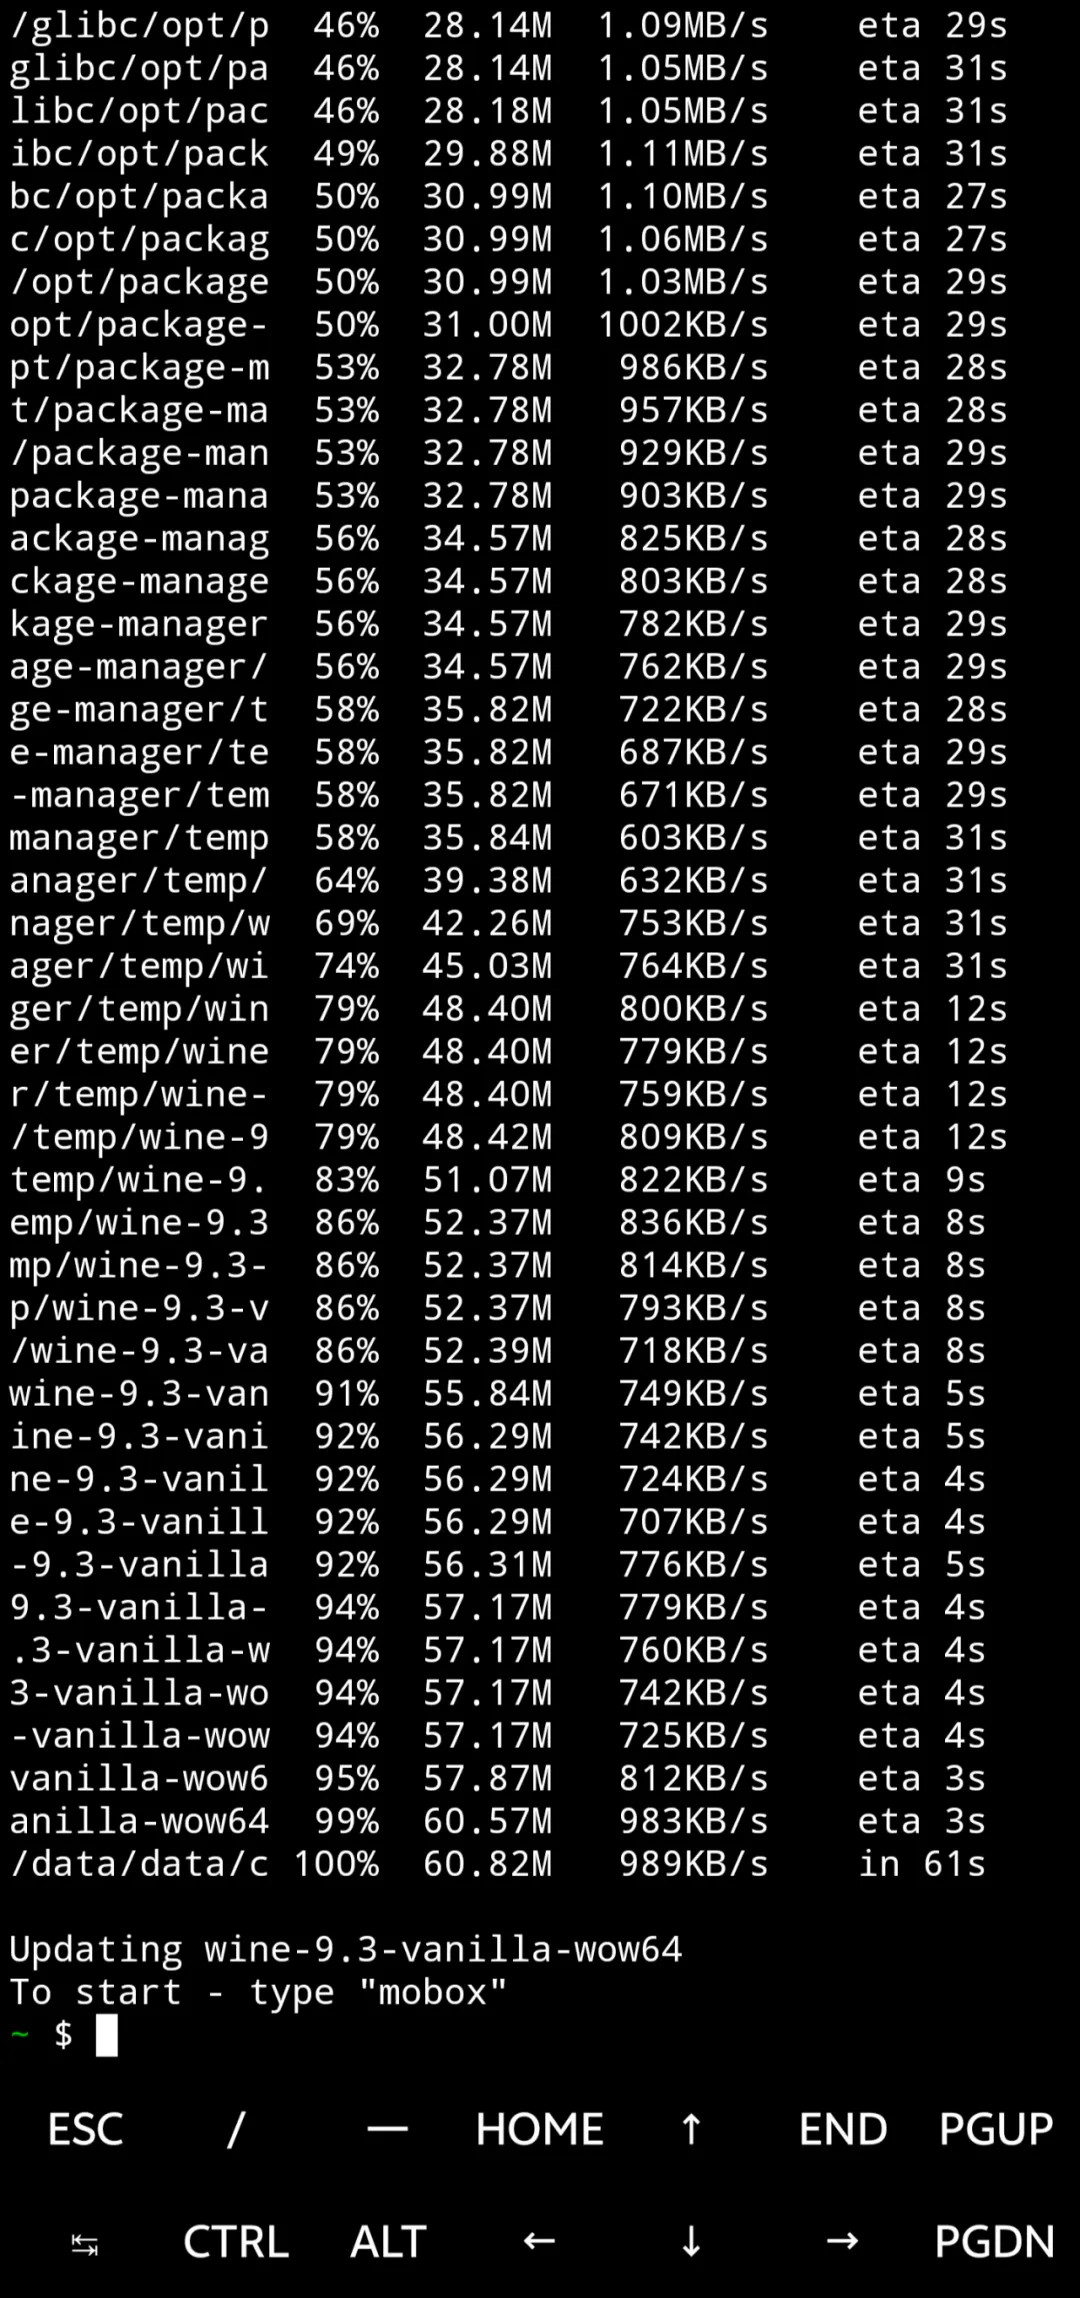 /glibc/opt/p  46%  28.14M  1.09MB/s    eta 29s
glibc/opt/pa  46%  28.14M  1.05MB/s    eta 31s
libc/opt/pac  46%  28.18M  1.05MB/s    eta 31s
ibc/opt/pack  49%  29.88M  1.11MB/s    eta 31s
bc/opt/packa  50%  30.99M  1.10MB/s    eta 27s
c/opt/packag  50%  30.99M  1.06MB/s    eta 27s
/opt/package  50%  30.99M  1.03MB/s    eta 29s
opt/package-  50%  31.00M  1002KB/s    eta 29s
pt/package-m  53%  32.78M   986KB/s    eta 28s
t/package-ma  53%  32.78M   957KB/s    eta 28s
/package-man  53%  32.78M   929KB/s    eta 29s
package-mana  53%  32.78M   903KB/s    eta 29s
ackage-manag  56%  34.57M   825KB/s    eta 28s
ckage-manage  56%  34.57M   803KB/s    eta 28s
kage-manager  56%  34.57M   782KB/s    eta 29s
age-manager/  56%  34.57M   762KB/s    eta 29s
ge-manager/t  58%  35.82M   722KB/s    eta 28s
e-manager/te  58%  35.82M   687KB/s    eta 29s
-manager/tem  58%  35.82M   671KB/s    eta 29s
manager/temp  58%  35.84M   603KB/s    eta 31s
anager/temp/  64%  39.38M   632KB/s    eta 31s
nager/temp/w  69%  42.26M   753KB/s    eta 31s
ager/temp/wi  74%  45.03M   764KB/s    eta 31s
ger/temp/win  79%  48.40M   800KB/s    eta 12s
er/temp/wine  79%  48.40M   779KB/s    eta 12s
r/temp/wine-  79%  48.40M   759KB/s    eta 12s
/temp/wine-9  79%  48.42M   809KB/s    eta 12s
temp/wine-9.  83%  51.07M   822KB/s    eta 9s
emp/wine-9.3  86%  52.37M   836KB/s    eta 8s
mp/wine-9.3-  86%  52.37M   814KB/s    eta 8s
p/wine-9.3-v  86%  52.37M   793KB/s    eta 8s
/wine-9.3-va  86%  52.39M   718KB/s    eta 8s
wine-9.3-van  91%  55.84M   749KB/s    eta 5s
ine-9.3-vani  92%  56.29M   742KB/s    eta 5s
ne-9.3-vanil  92%  56.29M   724KB/s    eta 4s
e-9.3-vanill  92%  56.29M   707KB/s    eta 4s
-9.3-vanilla  92%  56.31M   776KB/s    eta 5s
9.3-vanilla-  94%  57.17M   779KB/s    eta 4s
.3-vanilla-w  94%  57.17M   760KB/s    eta 4s
3-vanilla-wo  94%  57.17M   742KB/s    eta 4s
-vanilla-wow  94%  57.17M   725KB/s    eta 4s
vanilla-wow6  95%  57.87M   812KB/s    eta 3s
anilla-wow64  99%  60.57M   983KB/s    eta 3s
/data/data/c 100%  60.82M   989KB/s    in 61s
Updating wine-9.3-vanilla-wow64
To start - type "mobox"
~ $
ESC / — HOME ↑ END PGUP
↹ CTRL ALT ← ↓ → PGDN